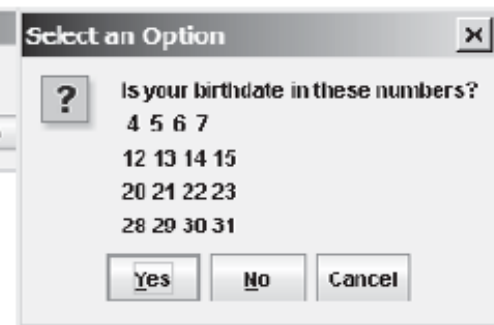 Select an Option
Is your birthdate in these numbers?
4 5 6 7
12 13 14 15
20 21 22 23
28 29 30 31
Yes No Cancel